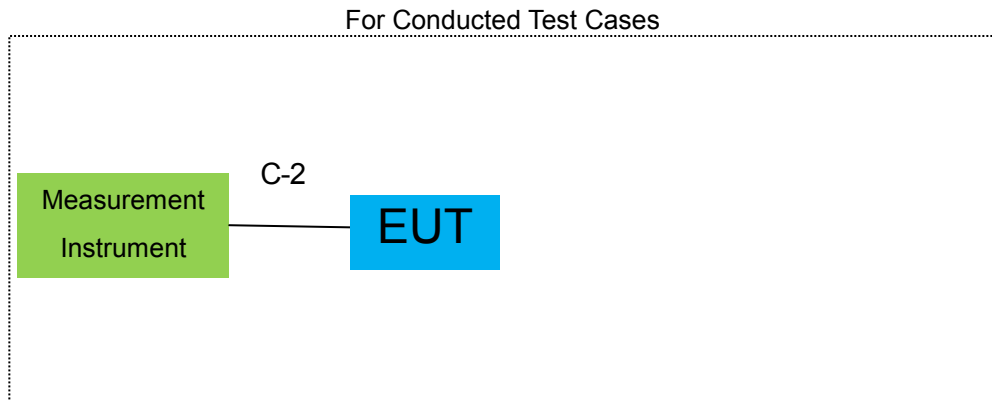 For Conducted Test Cases
C-2
Measurement
Instrument
EUT